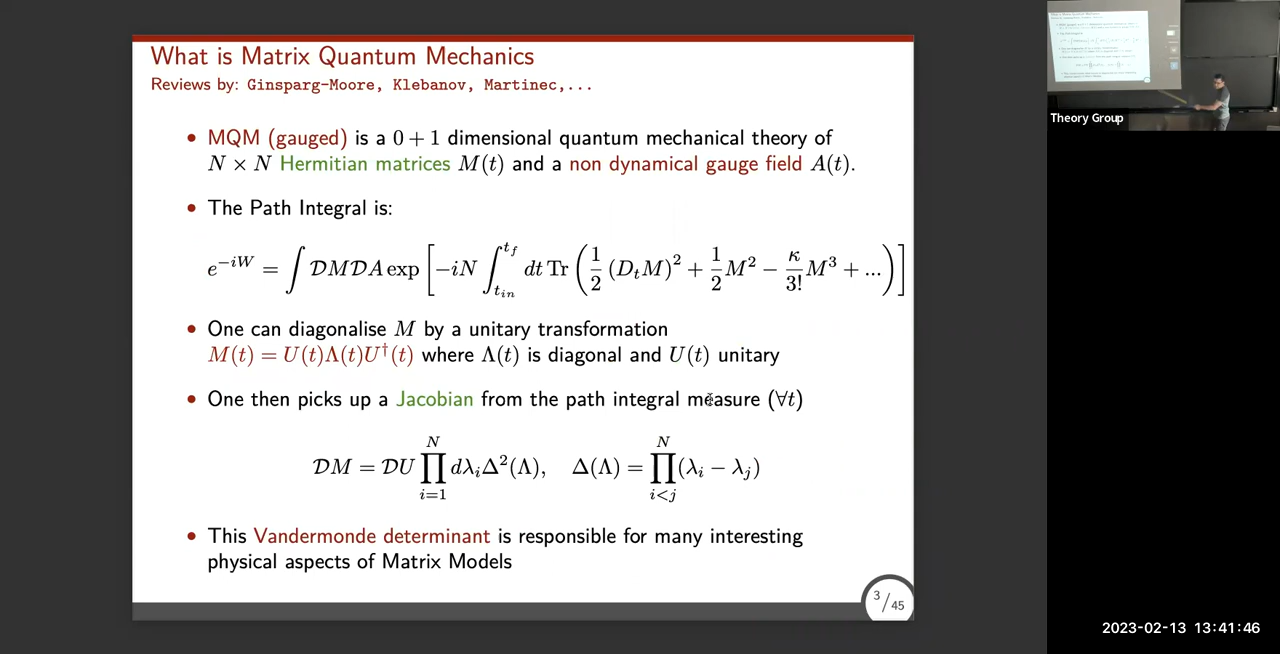 What is Matrix Quantum Mechanics
Reviews by: Ginsparg-Moore, Klebanov, Martinec,...
• MQM (gauged) is a 0 + 1 dimensional quantum mechanical theory of
N × N Hermitian matrices M(t) and a non dynamical gauge field A(t).
• The Path Integral is:
e^{-iW} = ∫ DMDA exp [ -iN ∫_{t_{in}}^{t_f} dt Tr ( 1/2 (D_t M)^2 + 1/2 M^2 - κ/3! M^3 + ... ) ]
• One can diagonalise M by a unitary transformation
M(t) = U(t)Λ(t)U†(t) where Λ(t) is diagonal and U(t) unitary
• One then picks up a Jacobian from the path integral measure (∀t)
DM = DU ∏_{i=1}^{N} dλ_i Δ^2(Λ), Δ(Λ) = ∏_{i<j}^{N} (λ_i - λ_j)
• This Vandermonde determinant is responsible for many interesting
physical aspects of Matrix Models
3/45
Theory Group
2023-02-13 13:41:46